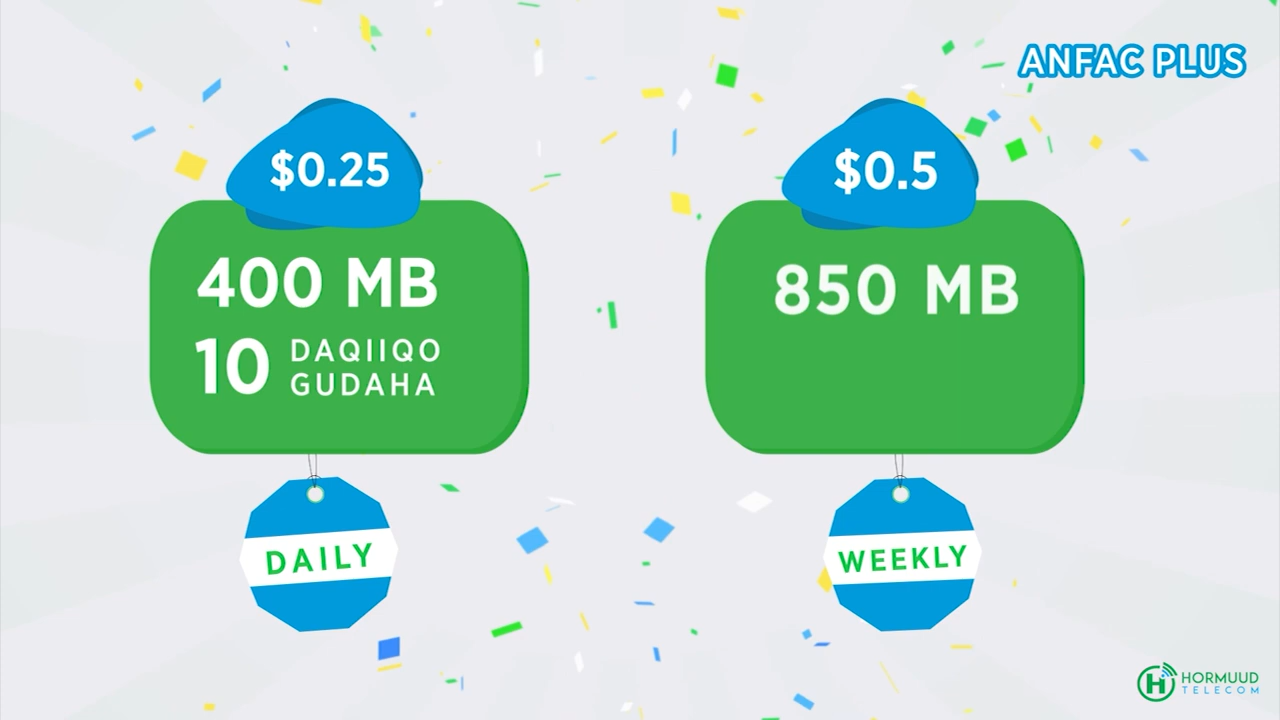 ANFAC PLUS
$0.25
400 MB
10 DAQIIQO
GUDAHA
DAILY
$0.5
850 MB
WEEKLY
HORMUUD
TELECOM